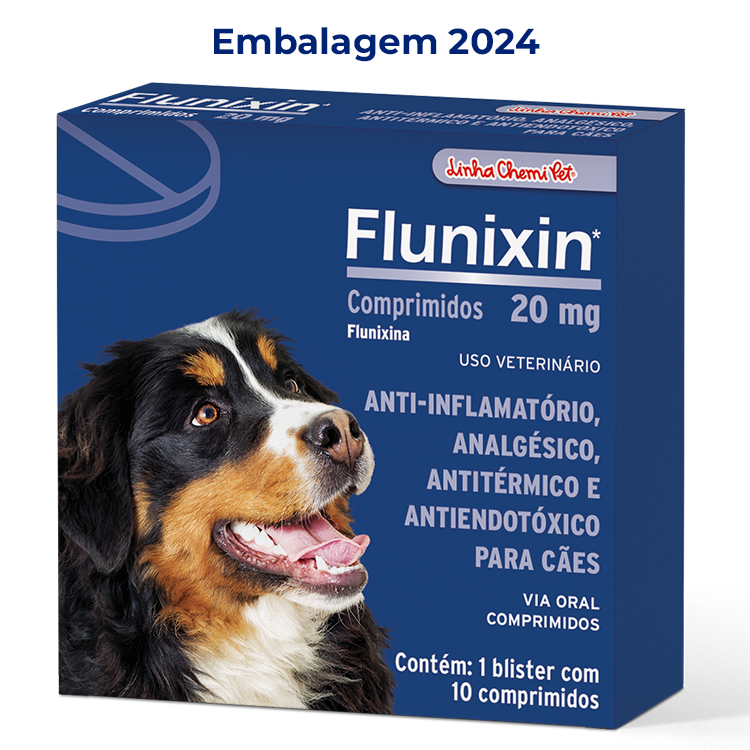 Embalagem 2024
Flunixin*
Comprimidos 20 mg
Linha Chemi Pet
ANTI-INFLAMATÓRIO, ANALGÉSICO,
ANTITÉRMICO E ANTIENDOTÓXICO
PARA CÃES
Linha Chemi Pet®
Flunixin*
Comprimidos 20 mg
Flunixina
USO VETERINÁRIO
ANTI-INFLAMATÓRIO,
ANALGÉSICO,
ANTITÉRMICO E
ANTIENDOTÓXICO
PARA CÃES
VIA ORAL
COMPRIMIDOS
Contém: 1 blister com
10 comprimidos